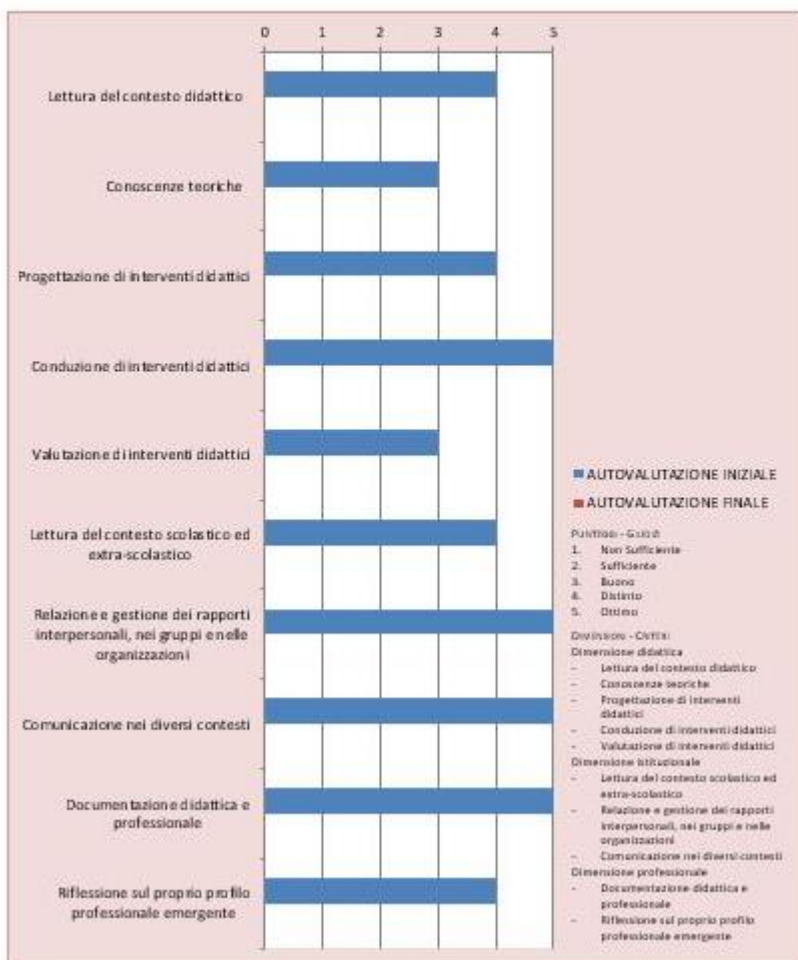 0 1 2 3 4 5
Lettura del contesto didattico
Conoscenze teoriche
Progettazione di interventi didattici
Conduzione di interventi didattici
Valutazione di interventi didattici
Lettura del contesto scolastico ed
extra-scolastico
Relazione e gestione dei rapporti
interpersonali, nei gruppi e nelle
organizzazioni
Comunicazione nei diversi contesti
Documentazione didattica e
professionale
Riflessione sul proprio profilo
professionale emergente
AUTOVALUTAZIONE INIZIALE
AUTOVALUTAZIONE FINALE
PUNTEGGI - GIUDIZI
1. Non Sufficiente
2. Sufficiente
3. Buono
4. Distinto
5. Ottimo
DIMENSIONI - CRITERI
Dimensione didattica
- Lettura del contesto didattico
- Conoscenze teoriche
- Progettazione di interventi
didattici
- Conduzione di interventi didattici
- Valutazione di interventi didattici
Dimensione istituzionale
- Lettura del contesto scolastico ed
extra-scolastico
- Relazione e gestione dei rapporti
interpersonali, nei gruppi e nelle
organizzazioni
- Comunicazione nei diversi contesti
Dimensione professionale
- Documentazione didattica e
professionale
- Riflessione sul proprio profilo
professionale emergente